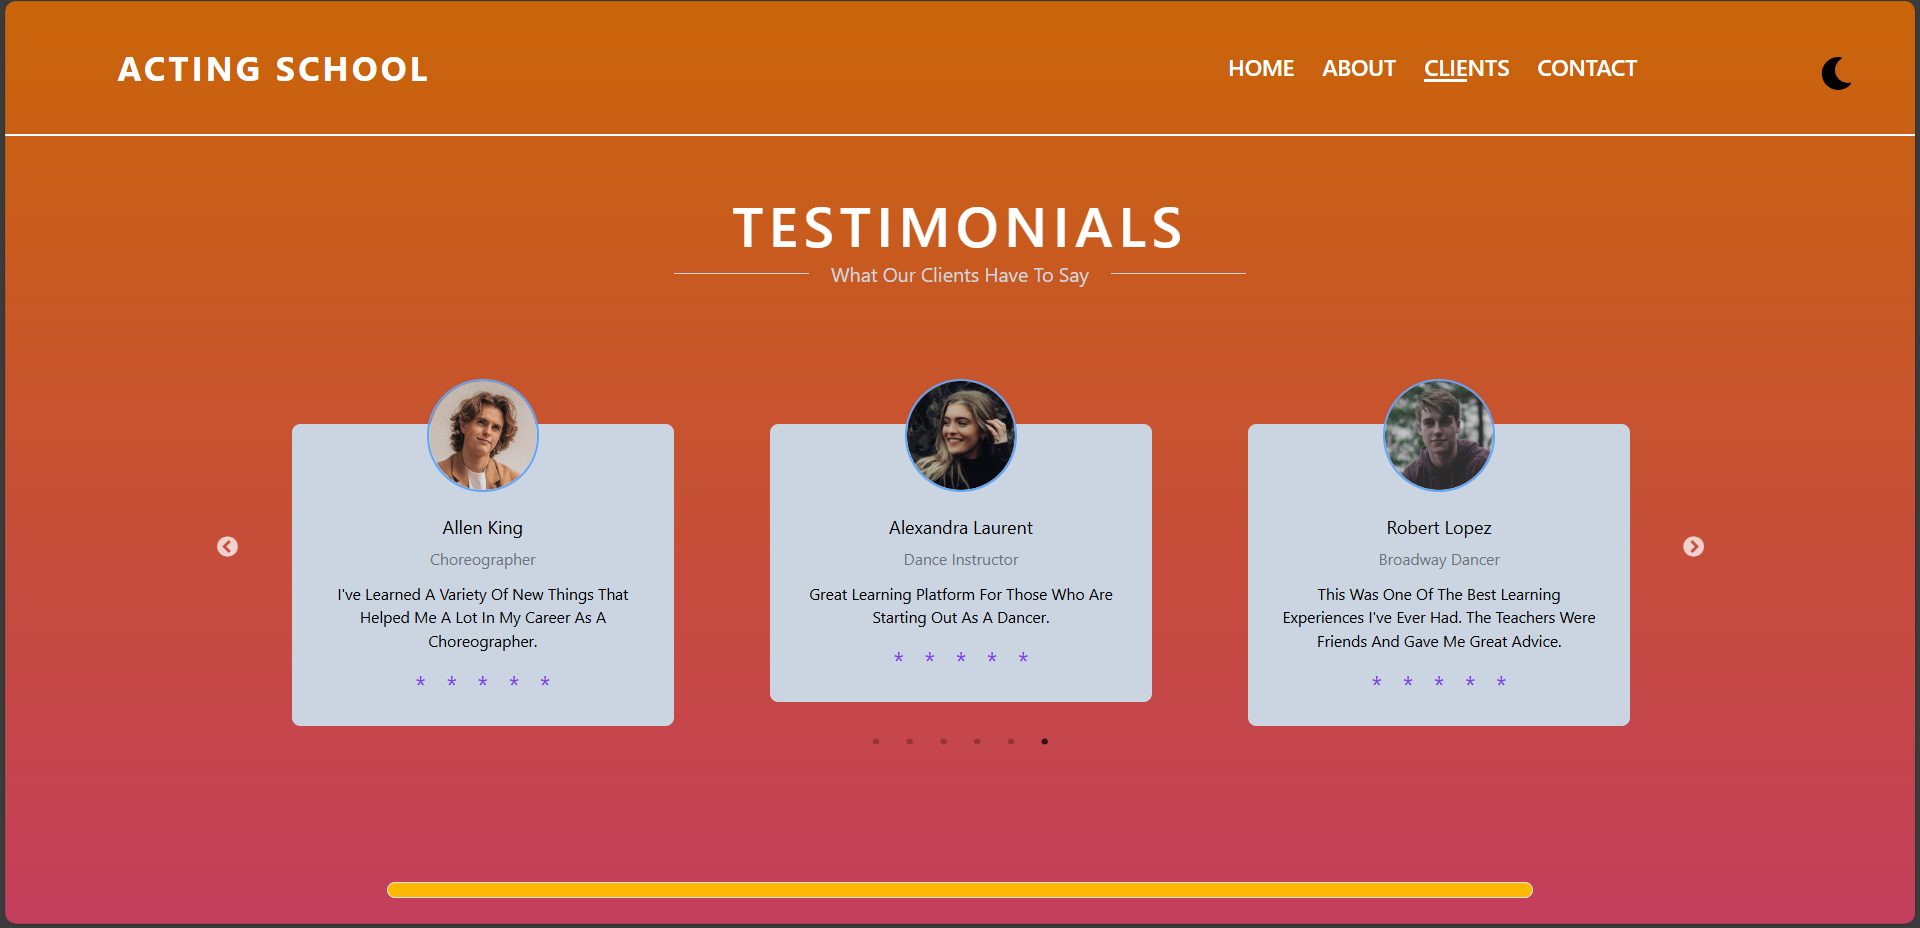 ACTING SCHOOL
HOME ABOUT CLIENTS CONTACT
TESTIMONIALS
What Our Clients Have To Say
Allen King
Choreographer
I've Learned A Variety Of New Things That
Helped Me A Lot In My Career As A
Choreographer.
* * * * *
Alexandra Laurent
Dance Instructor
Great Learning Platform For Those Who Are
Starting Out As A Dancer.
* * * * *
Robert Lopez
Broadway Dancer
This Was One Of The Best Learning
Experiences I've Ever Had. The Teachers Were
Friends And Gave Me Great Advice.
* * * * *